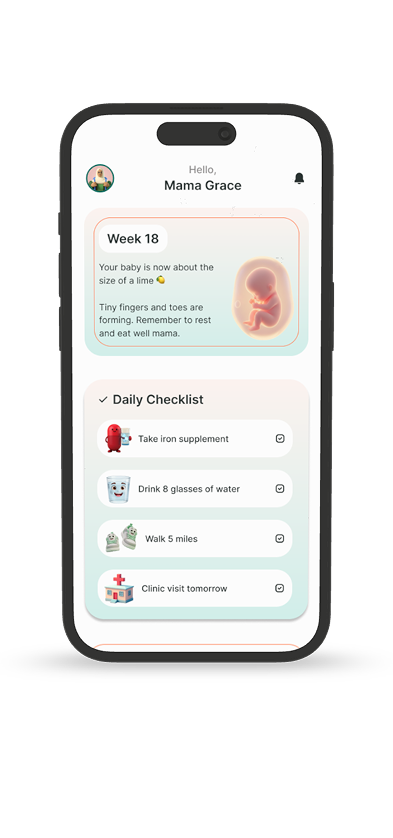 Hello,
Mama Grace
Week 18
Your baby is now about the
size of a lime 🍋
Tiny fingers and toes are
forming. Remember to rest
and eat well mama.
Daily Checklist
Take iron supplement
Drink 8 glasses of water
Walk 5 miles
Clinic visit tomorrow